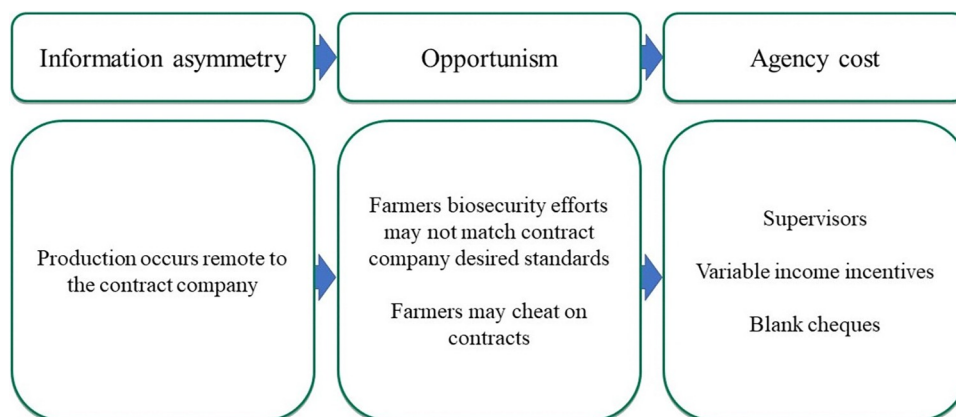 Information asymmetry
Opportunism
Agency cost
Production occurs remote to
the contract company
Farmers biosecurity efforts
may not match contract
company desired standards
Farmers may cheat on
contracts
Supervisors
Variable income incentives
Blank cheques